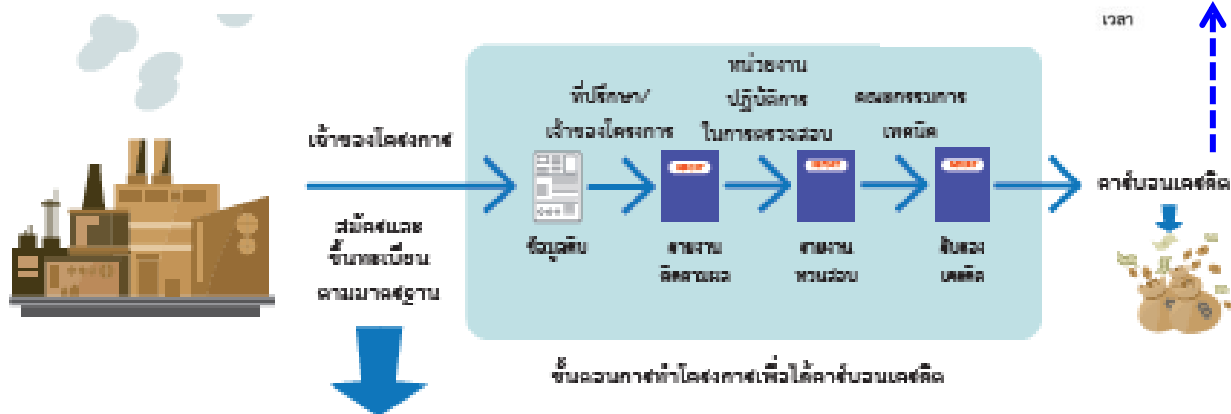 เวลา
หน่วยงาน
ปฏิบัติการ
ในการตรวจสอบ
ที่ปรึกษา/
เจ้าของโครงการ
คณะกรรมการ
เทคนิค
เจ้าของโครงการ
สมัครและ
ขึ้นทะเบียน
ตามมาตรฐาน
REPORT
REPORT
REPORT
ข้อมูลดิบ
รายงาน
ติดตามผล
รายงาน
ทวนสอบ
รับรอง
เครดิต
คาร์บอนเครดิต
ขั้นตอนการทำโครงการเพื่อได้คาร์บอนเครดิต